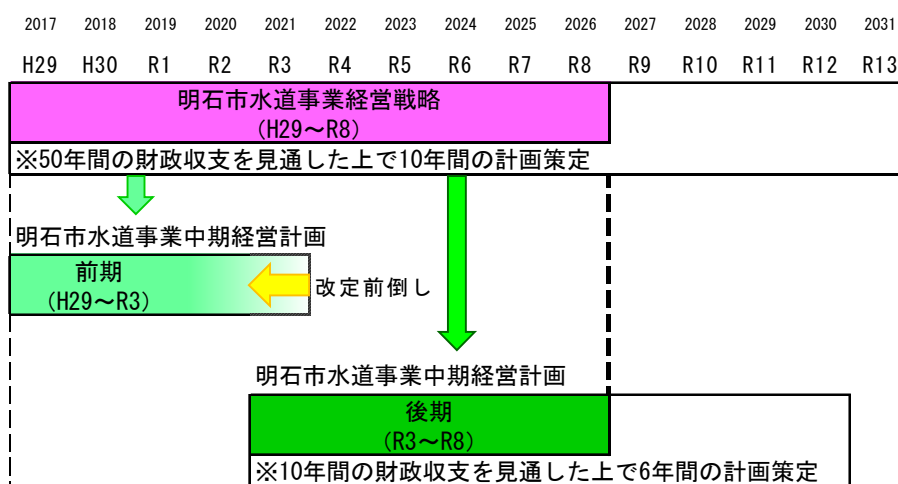 2017 2018 2019 2020 2021 2022 2023 2024 2025 2026 2027 2028 2029 2030 2031
H29 H30 R1 R2 R3 R4 R5 R6 R7 R8 R9 R10 R11 R12 R13
明石市水道事業経営戦略
(H29～R8)
※50年間の財政収支を見通した上で10年間の計画策定
明石市水道事業中期経営計画
前期
(H29～R3)
改定前倒し
明石市水道事業中期経営計画
後期
(R3～R8)
※10年間の財政収支を見通した上で6年間の計画策定